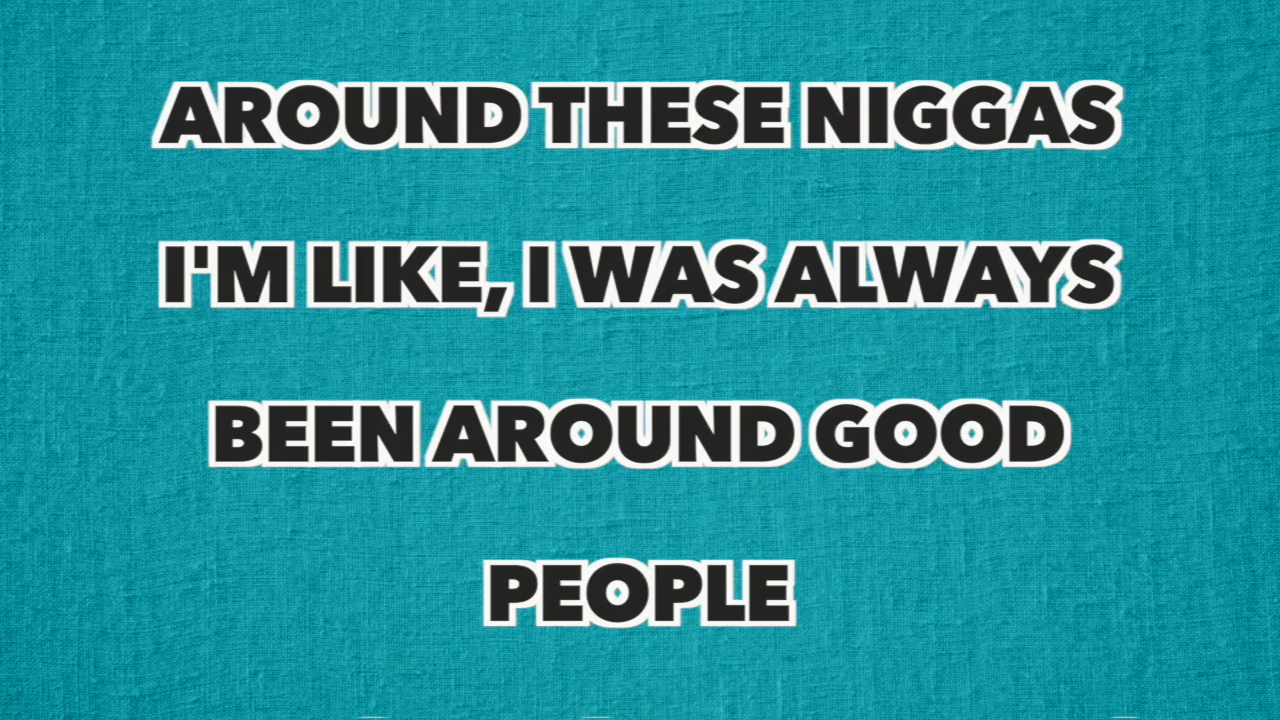 AROUND THESE NIGGAS
I'M LIKE, I WAS ALWAYS
BEEN AROUND GOOD
PEOPLE